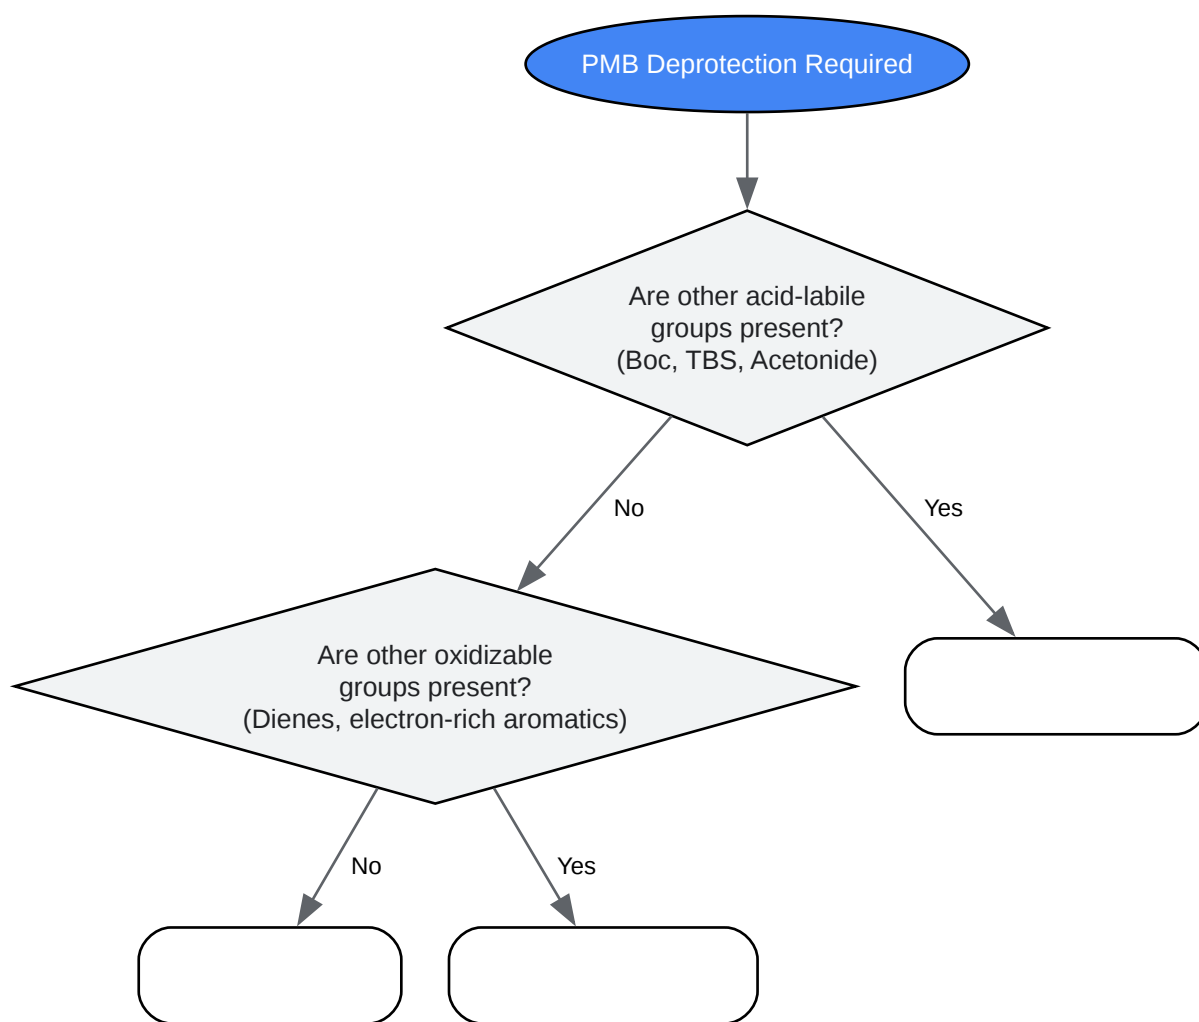 PMB Deprotection Required
Are other acid-labile
groups present?
(Boc, TBS, Acetonide)
No
Yes
Are other oxidizable
groups present?
(Dienes, electron-rich aromatics)
No
Yes